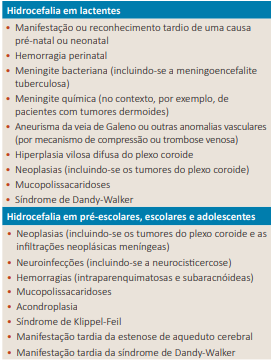 Hidrocefalia em lactentes
• Manifestação ou reconhecimento tardio de uma causa
pré-natal ou neonatal
• Hemorragia perinatal
• Meningite bacteriana (incluindo-se a meningoencefalite
tuberculosa)
• Meningite química (no contexto, por exemplo, de
pacientes com tumores dermoides)
• Aneurisma da veia de Galeno ou outras anomalias vasculares
(por mecanismo de compressão ou trombose venosa)
• Hiperplasia vilosa difusa do plexo coroide
• Neoplasias (incluindo-se os tumores do plexo coroide)
• Mucopolissacaridoses
• Síndrome de Dandy-Walker
Hidrocefalia em pré-escolares, escolares e adolescentes
• Neoplasias (incluindo-se os tumores do plexo coroide e as
infiltrações neoplásicas meníngeas)
• Neuroinfecções (incluindo-se a neurocisticercose)
• Hemorragias (intraparenquimatosas e subaracnóideas)
• Mucopolissacaridoses
• Acondroplasia
• Síndrome de Klippel-Feil
• Manifestação tardia da estenose de aqueduto cerebral
• Manifestação tardia da síndrome de Dandy-Walker